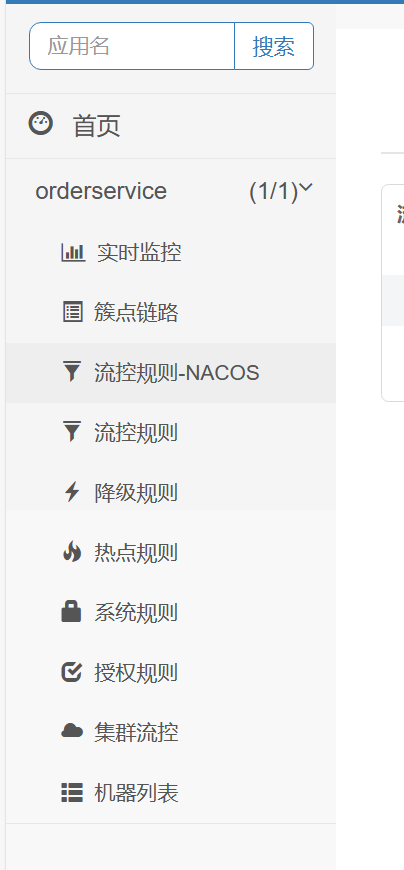 应用名 搜索
首页
orderservice (1/1)
实时监控
簇点链路
流控规则-NACOS
流控规则
降级规则
热点规则
系统规则
授权规则
集群流控
机器列表